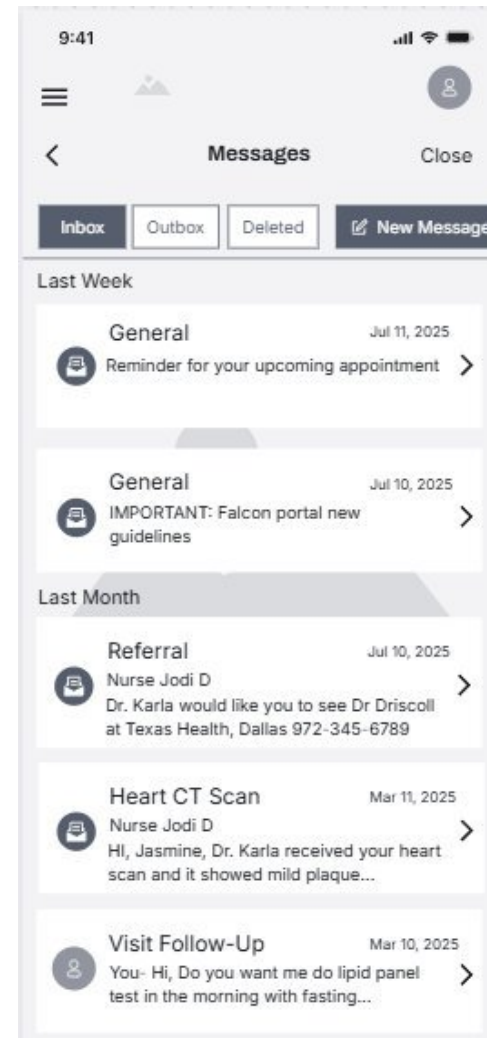 9:41
Messages
Close
Inbox
Outbox
Deleted
New Message
Last Week
General
Jul 11, 2025
Reminder for your upcoming appointment
General
Jul 10, 2025
IMPORTANT: Falcon portal new
guidelines
Last Month
Referral
Jul 10, 2025
Nurse Jodi D
Dr. Karla would like you to see Dr Driscoll
at Texas Health, Dallas 972-345-6789
Heart CT Scan
Mar 11, 2025
Nurse Jodi D
HI, Jasmine, Dr. Karla received your heart
scan and it showed mild plaque...
Visit Follow-Up
Mar 10, 2025
You- Hi, Do you want me do lipid panel
test in the morning with fasting...